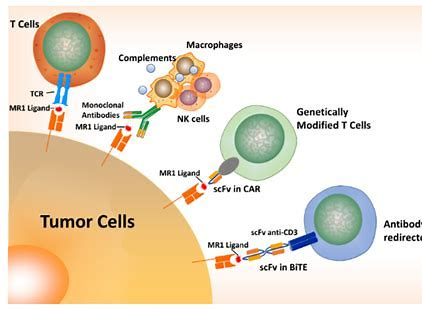 T Cells
TCR
MR1 Ligand
Complements
Macrophages
Monoclonal
Antibodies
MR1 Ligand
NK cells
Genetically
Modified T Cells
MR1 Ligand
scFv in CAR
Tumor Cells
scFv anti-CD3
MR1 Ligand
scFv in BiTE
Antibody
redirecte